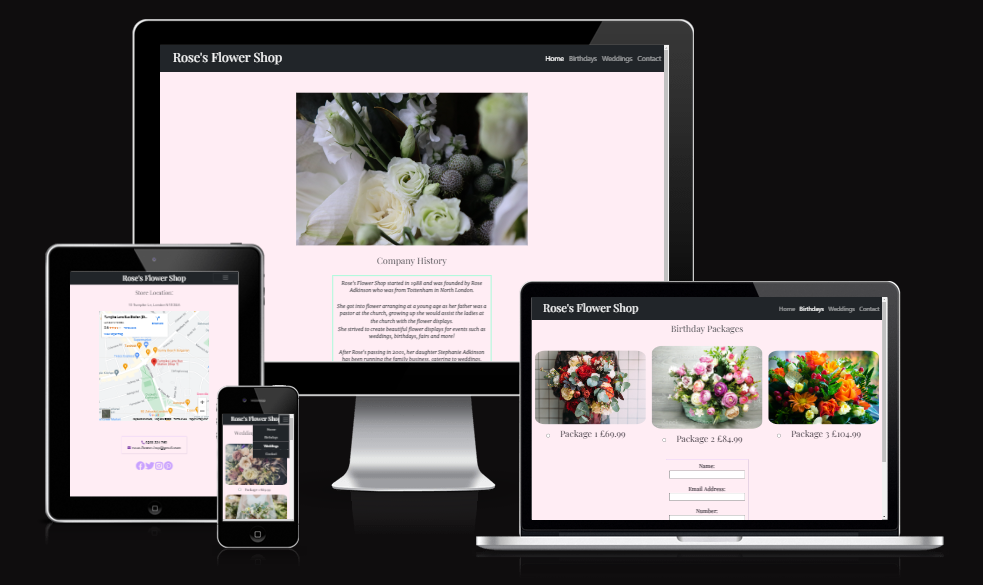 Rose's Flower Shop
Home Birthdays Weddings Contact
Company History
Rose's Flower Shop started in 1988 and was founded by Rose
Adkinson who was from Tottenham in North London.
She got into flower arranging at a young age as her father was a
pastor at the church, growing up she would assist the ladies at
the church with the flower displays.
She strived to create beautiful flower displays for events such as
weddings, birthdays, fairs and more!
After Rose's passing in 2001, her daughter Stephanie Adkinson
has been running the family business, catering to weddings,
Rose's Flower Shop
Store Location:
Rose's Flower Shop
Home
Birthdays
Weddings
Contact
Rose's Flower Shop
Home Birthdays Weddings Contact
Birthday Packages
Package 1 £69.99
Package 2 £84.99
Package 3 £104.99
Name:
Email Address:
Number: